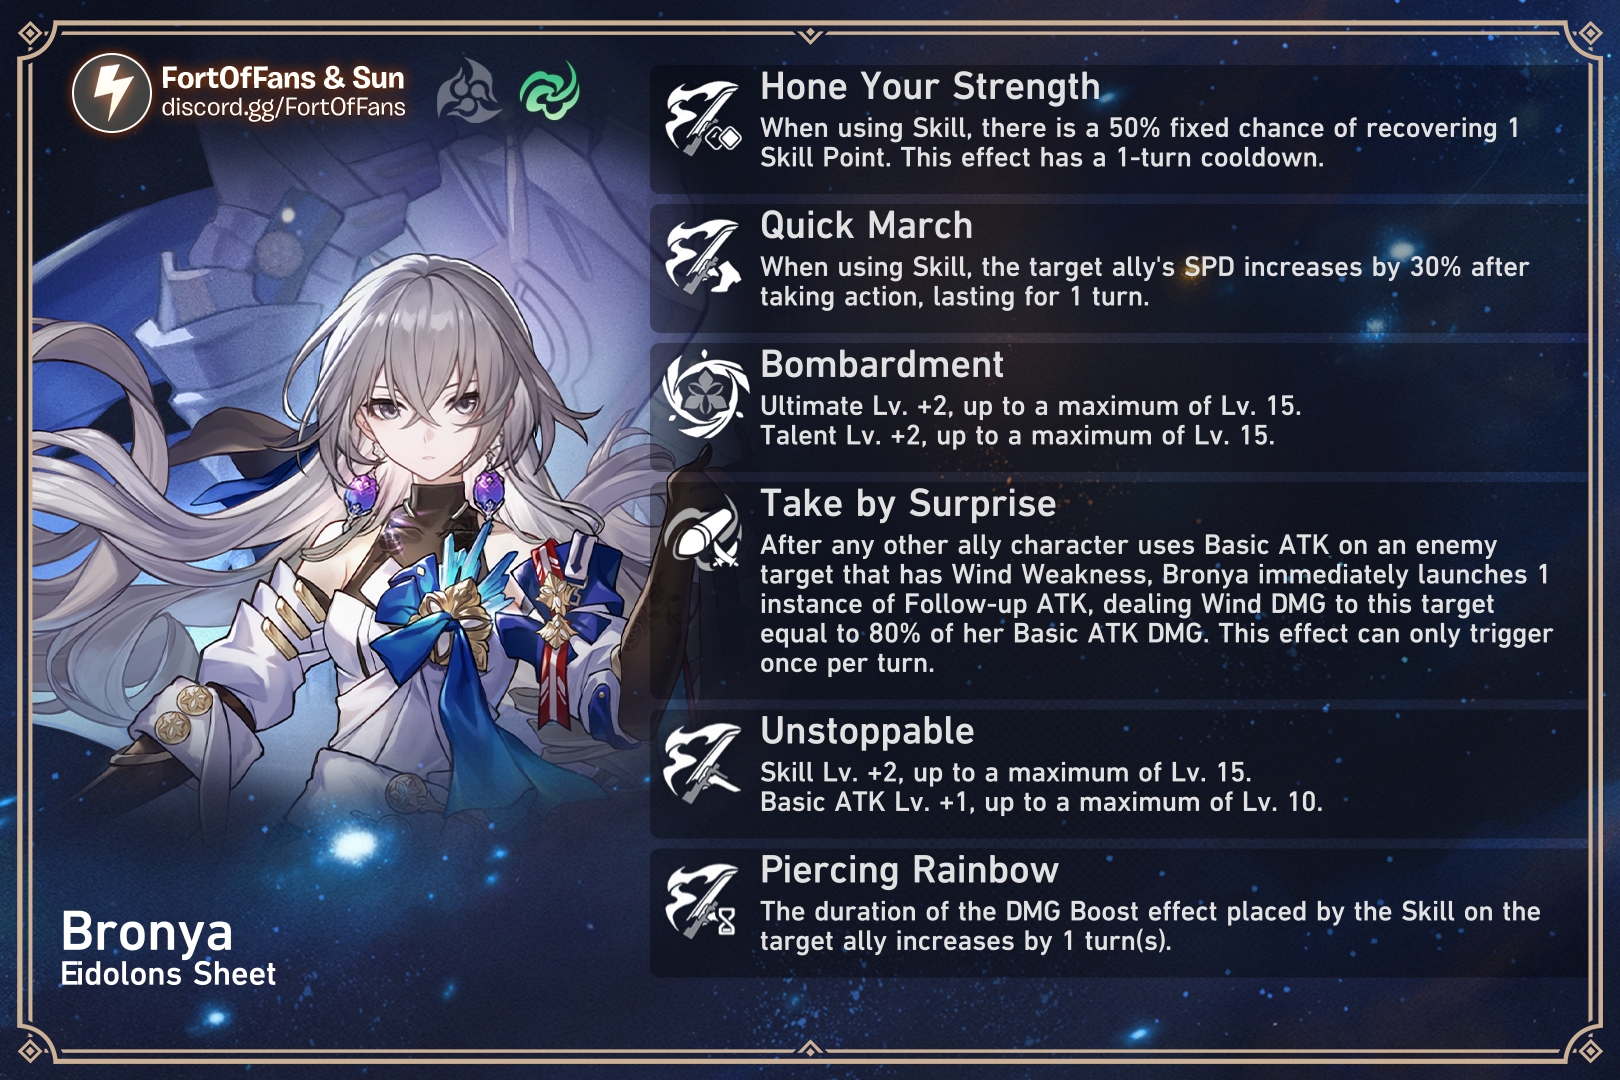 FortOfFans & Sun
discord.gg/FortOfFans
Hone Your Strength
When using Skill, there is a 50% fixed chance of recovering 1
Skill Point. This effect has a 1-turn cooldown.
Quick March
When using Skill, the target ally's SPD increases by 30% after
taking action, lasting for 1 turn.
Bombardment
Ultimate Lv. +2, up to a maximum of Lv. 15.
Talent Lv. +2, up to a maximum of Lv. 15.
Take by Surprise
After any other ally character uses Basic ATK on an enemy
target that has Wind Weakness, Bronya immediately launches 1
instance of Follow-up ATK, dealing Wind DMG to this target
equal to 80% of her Basic ATK DMG. This effect can only trigger
once per turn.
Unstoppable
Skill Lv. +2, up to a maximum of Lv. 15.
Basic ATK Lv. +1, up to a maximum of Lv. 10.
Piercing Rainbow
The duration of the DMG Boost effect placed by the Skill on the
target ally increases by 1 turn(s).
Bronya
Eidolons Sheet